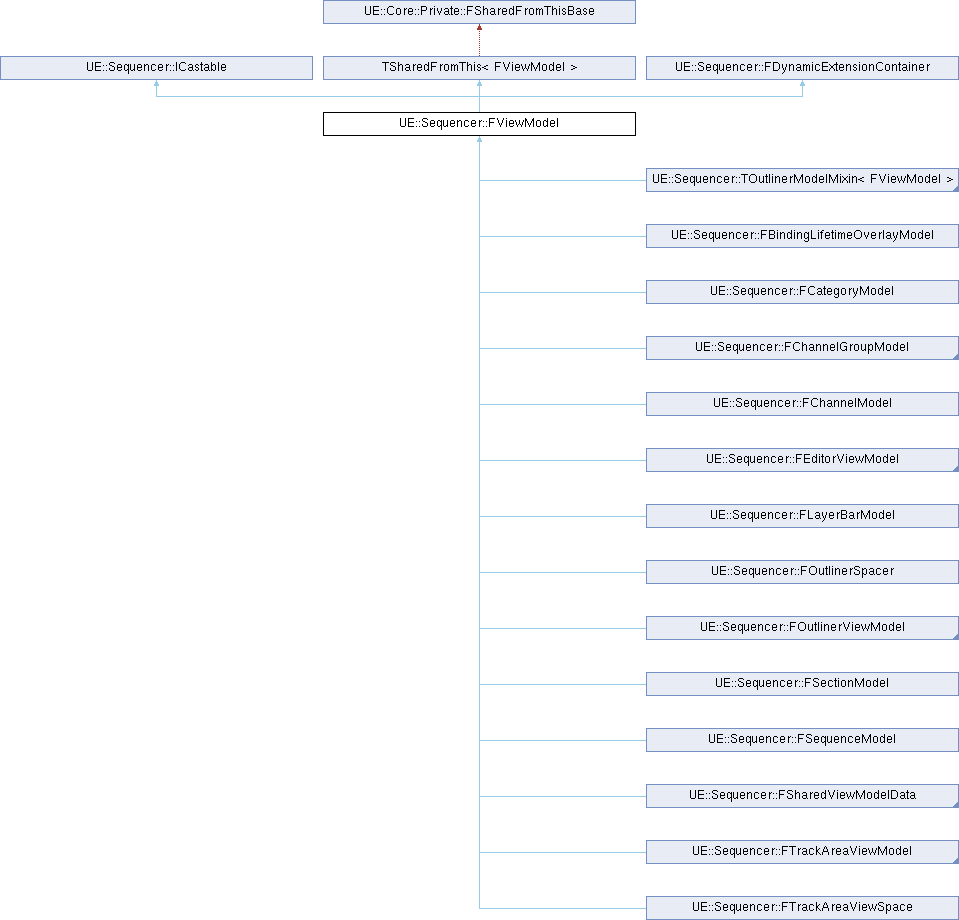 UE::Core::Private::FSharedFromThisBase
UE::Sequencer::ICastable
TSharedFromThis< FViewModel >
UE::Sequencer::FDynamicExtensionContainer
UE::Sequencer::FViewModel
UE::Sequencer::TOutlinerModelMixin< FViewModel >
UE::Sequencer::FBindingLifetimeOverlayModel
UE::Sequencer::FCategoryModel
UE::Sequencer::FChannelGroupModel
UE::Sequencer::FChannelModel
UE::Sequencer::FEditorViewModel
UE::Sequencer::FLayerBarModel
UE::Sequencer::FOutlinerSpacer
UE::Sequencer::FOutlinerViewModel
UE::Sequencer::FSectionModel
UE::Sequencer::FSequenceModel
UE::Sequencer::FSharedViewModelData
UE::Sequencer::FTrackAreaViewModel
UE::Sequencer::FTrackAreaViewSpace